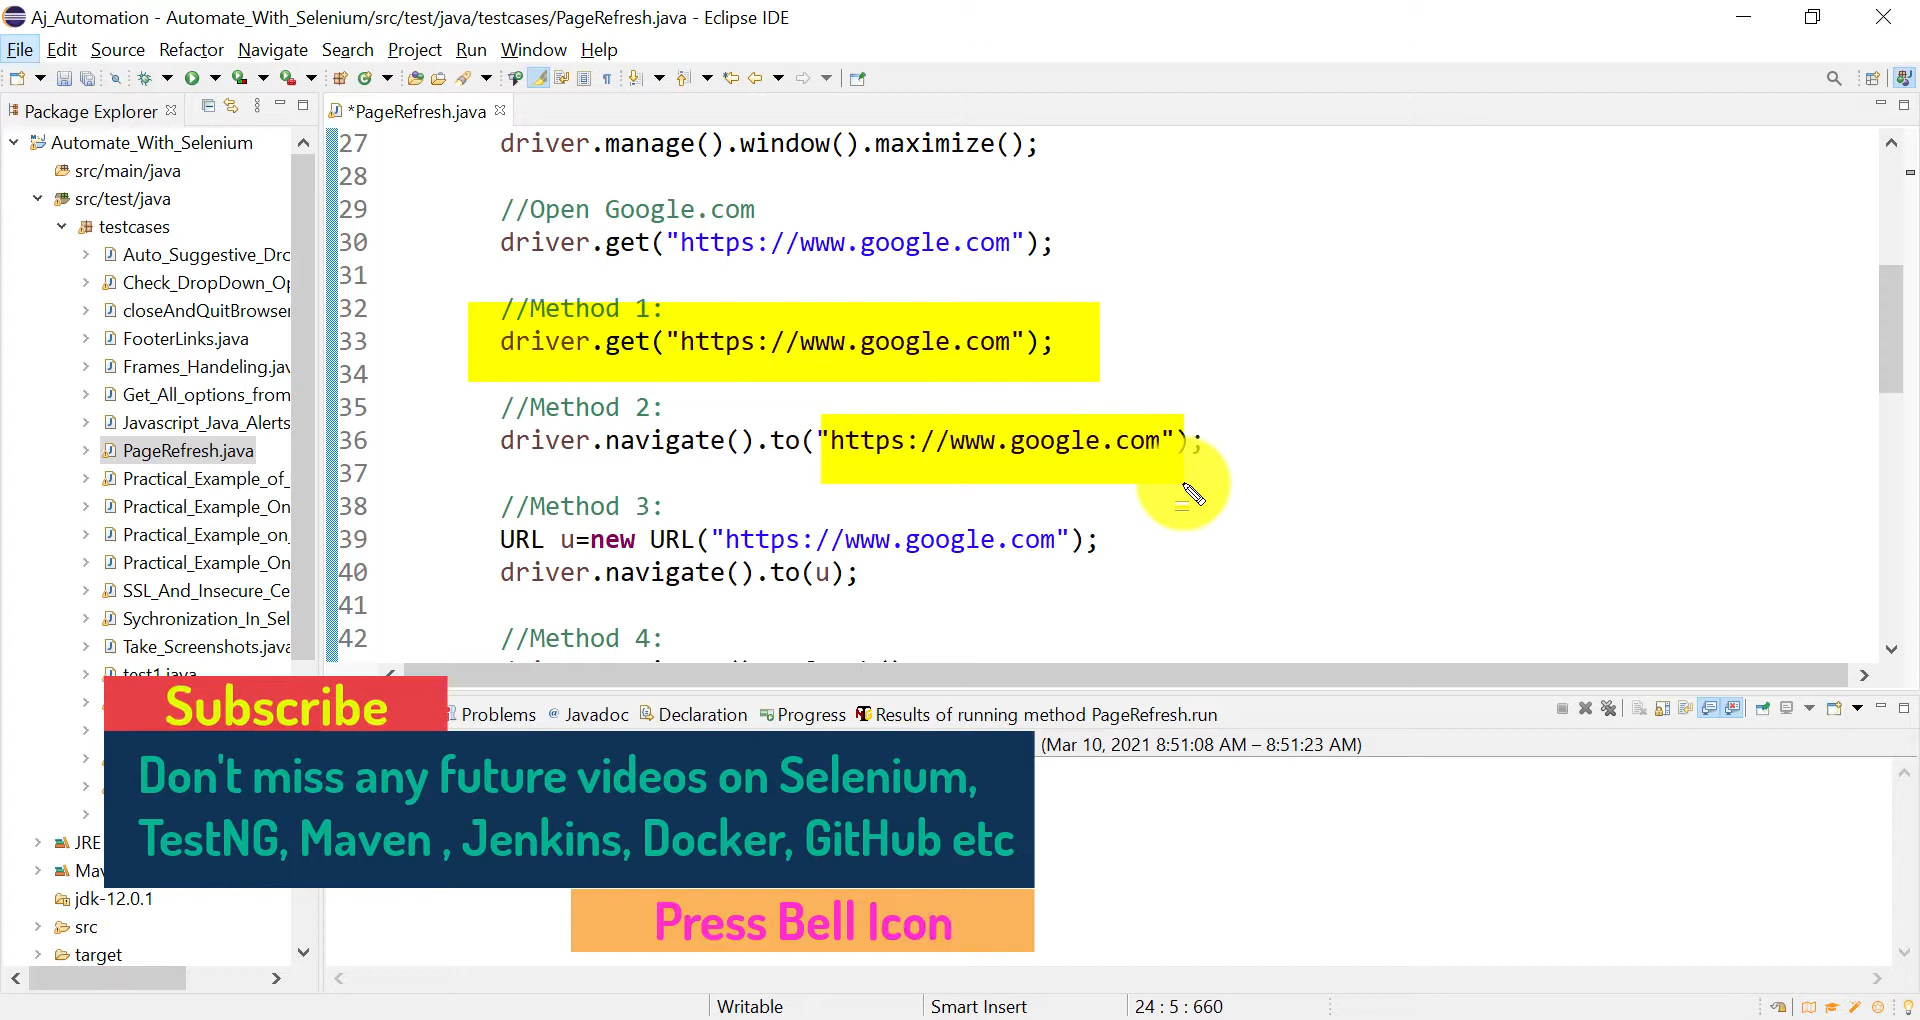 Aj_Automation - Automate_With_Selenium/src/test/java/testcases/PageRefresh.java - Eclipse IDE
File Edit Source Refactor Navigate Search Project Run Window Help
Package Explorer
*PageRefresh.java
Automate_With_Selenium
src/main/java
src/test/java
testcases
Auto_Suggestive_Dro
Check_DropDown_Op
closeAndQuitBrowser
FooterLinks.java
Frames_Handeling.jav
Get_All_options_from
Javascript_Java_Alerts
PageRefresh.java
Practical_Example_of_
Practical_Example_On
Practical_Example_on_
Practical_Example_On
SSL_And_Insecure_Ce
Sychronization_In_Sel
Take_Screenshots.java
test1.java
JRE
Mav
jdk-12.0.1
src
target
27 driver.manage().window().maximize();
28
29 //Open Google.com
30 driver.get("https://www.google.com");
31
32 //Method 1:
33 driver.get("https://www.google.com");
34
35 //Method 2:
36 driver.navigate().to("https://www.google.com");
37
38 //Method 3:
39 URL u=new URL("https://www.google.com");
40 driver.navigate().to(u);
41
42 //Method 4:
Problems @ Javadoc Declaration Progress Results of running method PageRefresh.run
(Mar 10, 2021 8:51:08 AM – 8:51:23 AM)
Subscribe
Don't miss any future videos on Selenium,
TestNG, Maven , Jenkins, Docker, GitHub etc
Press Bell Icon
Writable Smart Insert 24 : 5 : 660